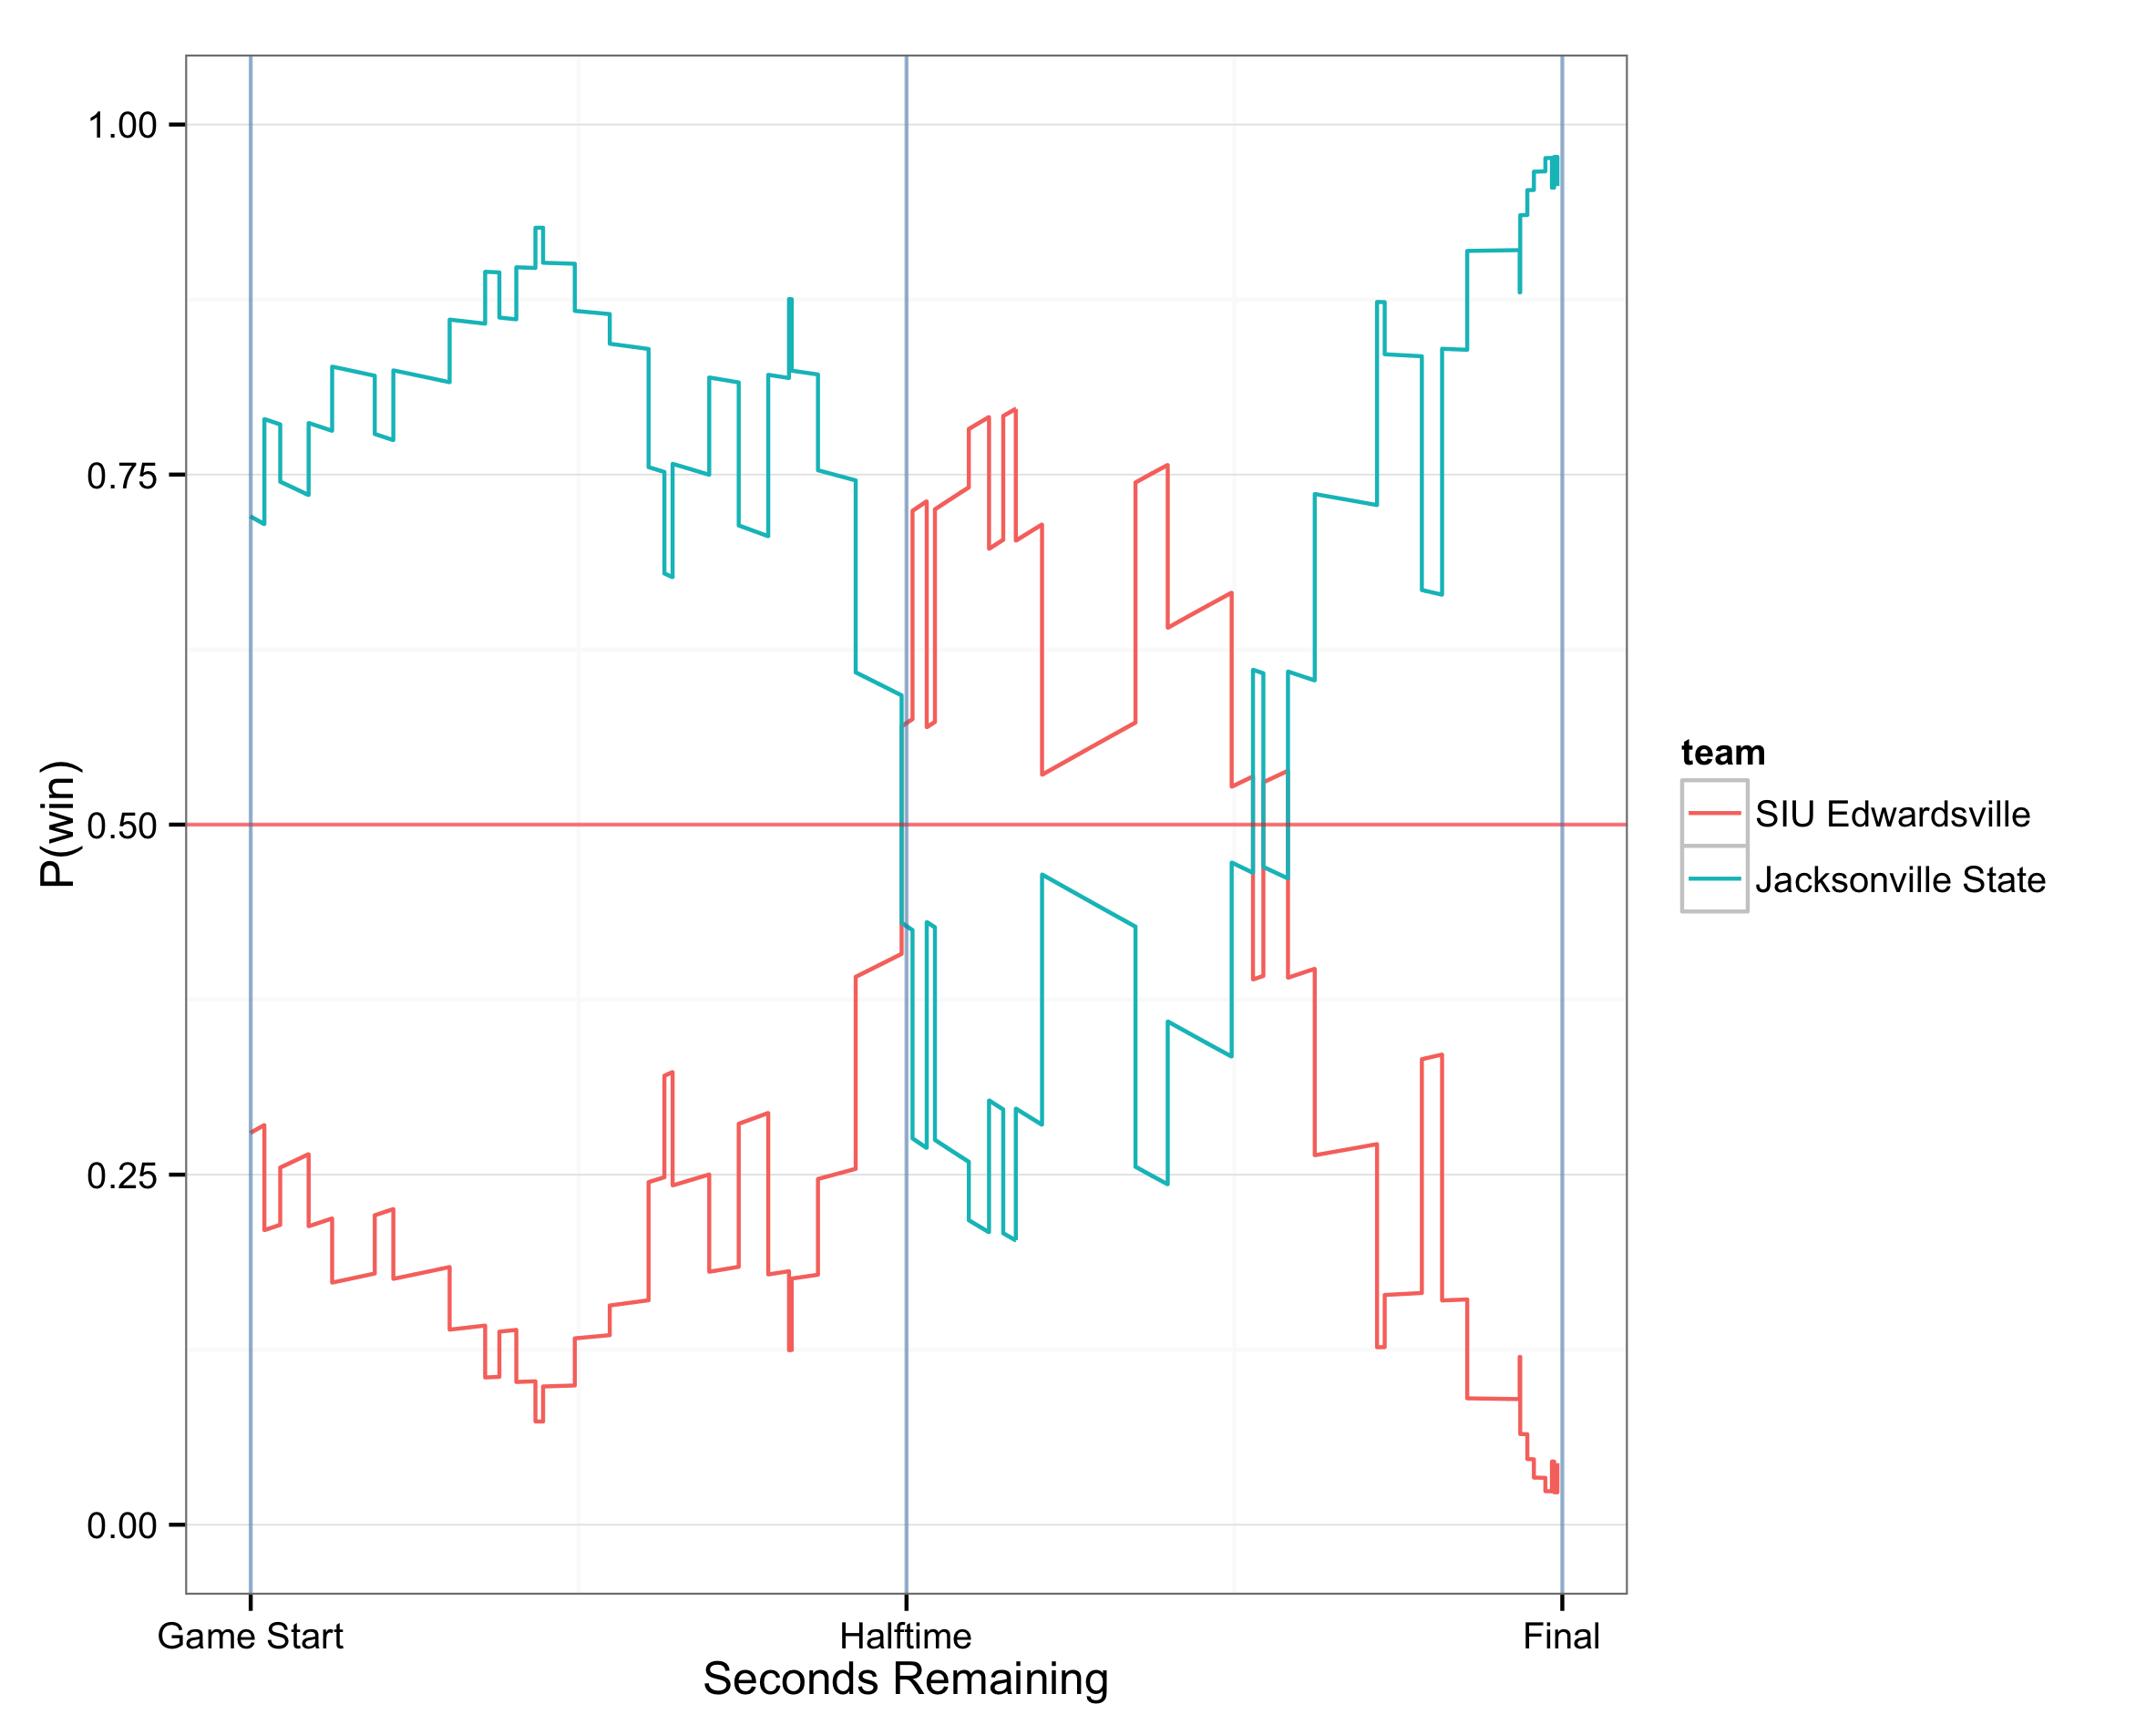 1.00
0.75
0.50
0.25
0.00
P(win)
Game Start
Halftime
Final
Seconds Remaining
team
SIU Edwardsville
Jacksonville State